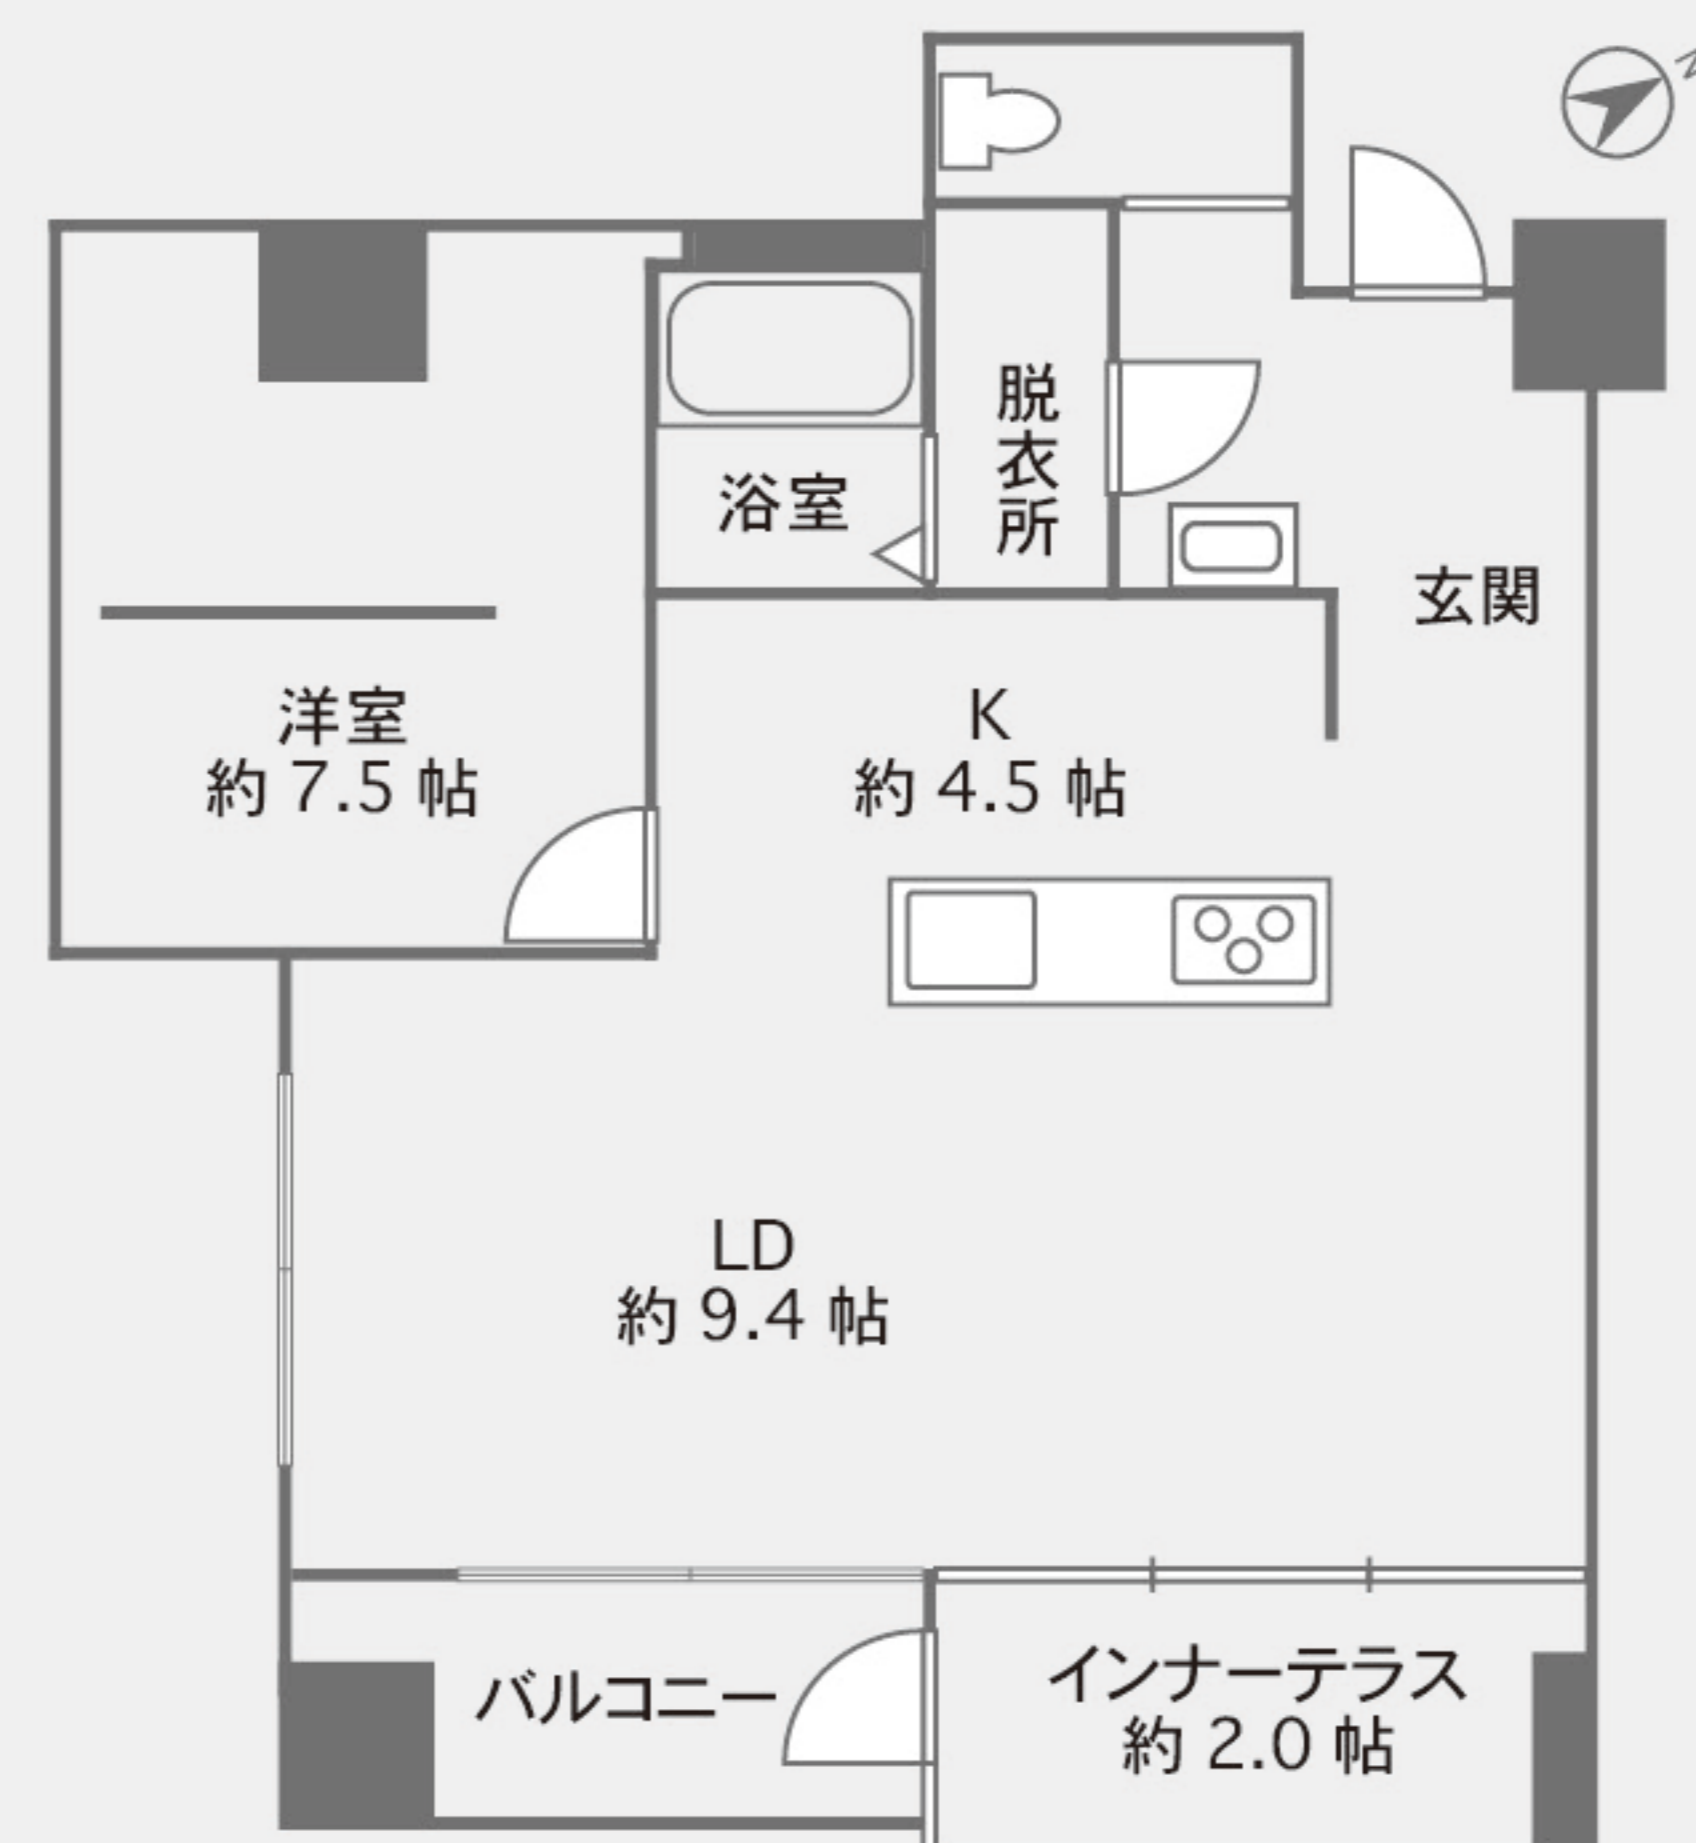 脱衣所
浴室
玄関
洋室
約 7.5 帖
K
約 4.5 帖
LD
約 9.4 帖
バルコニー
インナーテラス
約 2.0 帖